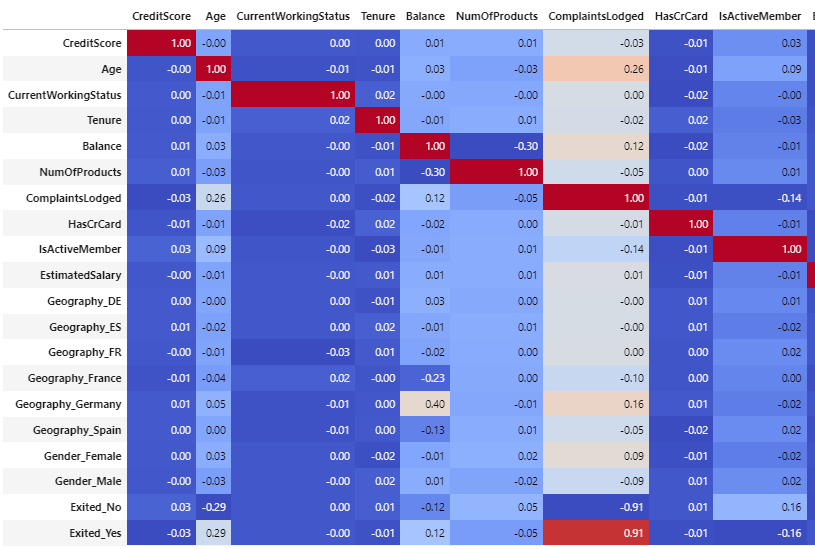 CreditScore Age CurrentWorkingStatus Tenure Balance NumOfProducts ComplaintsLodged HasCrCard IsActiveMember
CreditScore 1.00 -0.00 0.00 0.00 0.01 0.01 -0.03 -0.01 0.03
Age -0.00 1.00 -0.01 -0.01 0.03 -0.03 0.26 -0.01 0.09
CurrentWorkingStatus 0.00 -0.01 1.00 0.02 -0.00 -0.00 0.00 -0.02 -0.00
Tenure 0.00 -0.01 0.02 1.00 -0.01 0.01 -0.02 0.02 -0.03
Balance 0.01 0.03 -0.00 -0.01 1.00 -0.30 0.12 -0.02 -0.01
NumOfProducts 0.01 -0.03 -0.00 0.01 -0.30 1.00 -0.05 0.00 0.01
ComplaintsLodged -0.03 0.26 0.00 -0.02 0.12 -0.05 1.00 -0.01 -0.14
HasCrCard -0.01 -0.01 -0.02 0.02 -0.02 0.00 -0.01 1.00 -0.01
IsActiveMember 0.03 0.09 -0.00 -0.03 -0.01 0.01 -0.14 -0.01 1.00
EstimatedSalary -0.00 -0.01 -0.00 0.01 0.01 0.01 0.01 -0.01 -0.01
Geography_DE 0.00 -0.00 0.00 -0.01 0.03 0.00 -0.00 0.01 0.01
Geography_ES 0.01 -0.02 0.00 0.02 -0.01 0.01 -0.00 0.01 -0.02
Geography_FR -0.00 -0.01 -0.03 0.01 -0.02 0.00 0.00 0.00 0.02
Geography_France -0.01 -0.04 0.02 -0.00 -0.23 0.00 -0.10 0.00 0.00
Geography_Germany 0.01 0.05 -0.01 0.00 0.40 -0.01 0.16 0.01 -0.02
Geography_Spain 0.00 0.00 -0.01 0.00 -0.13 0.01 -0.05 -0.02 0.02
Gender_Female 0.00 0.03 0.00 -0.02 -0.01 0.02 0.09 -0.01 -0.02
Gender_Male -0.00 -0.03 -0.00 0.02 0.01 -0.02 -0.09 0.01 0.02
Exited_No 0.03 -0.29 0.00 0.01 -0.12 0.05 -0.91 0.01 0.16
Exited_Yes -0.03 0.29 -0.00 -0.01 0.12 -0.05 0.91 -0.01 -0.16